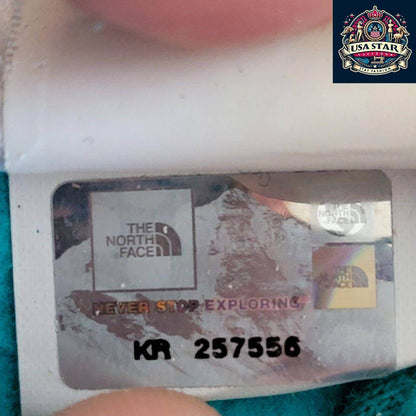 USA STAR
THE
NORTH
FACE
NEVER STOP EXPLORING
KR 257556